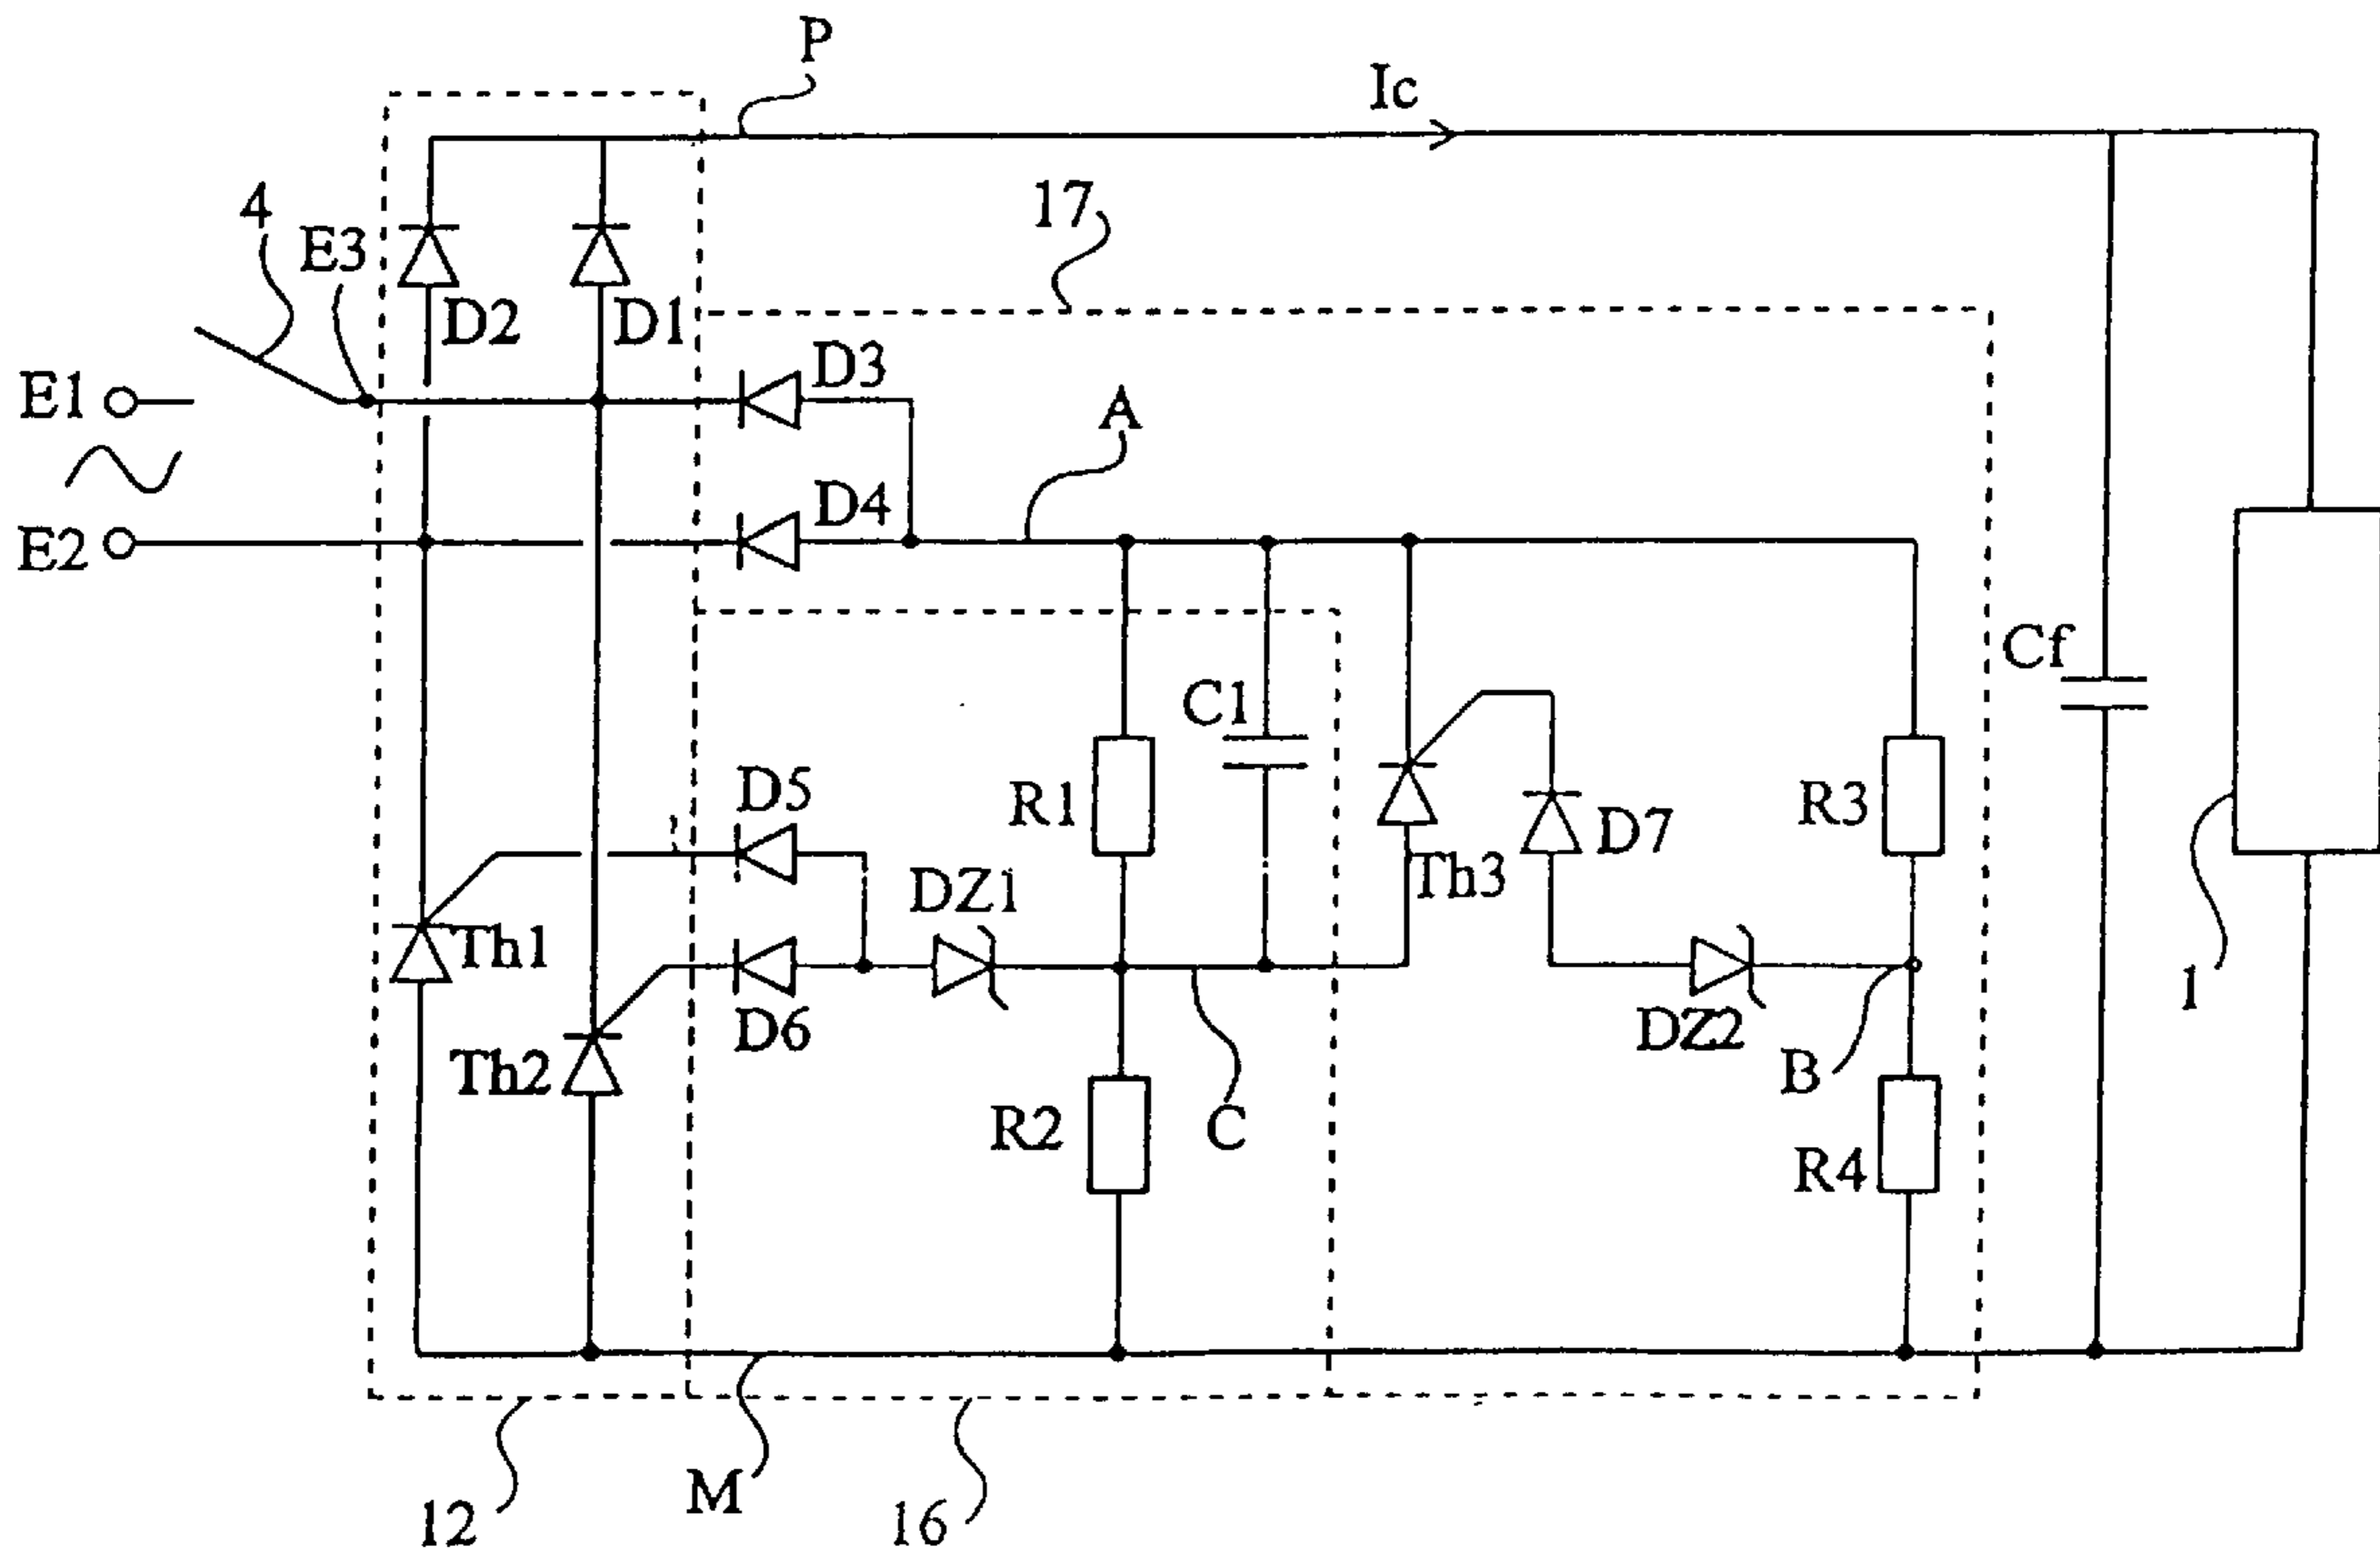 P
Ic
4
E3
17
D2
D1
D3
E1
A
D4
E2
Cf
C1
D5
R1
D7
R3
Th3
DZ1
Th1
1
D6
DZ2
Th2
B
R2
C
R4
M
12
16